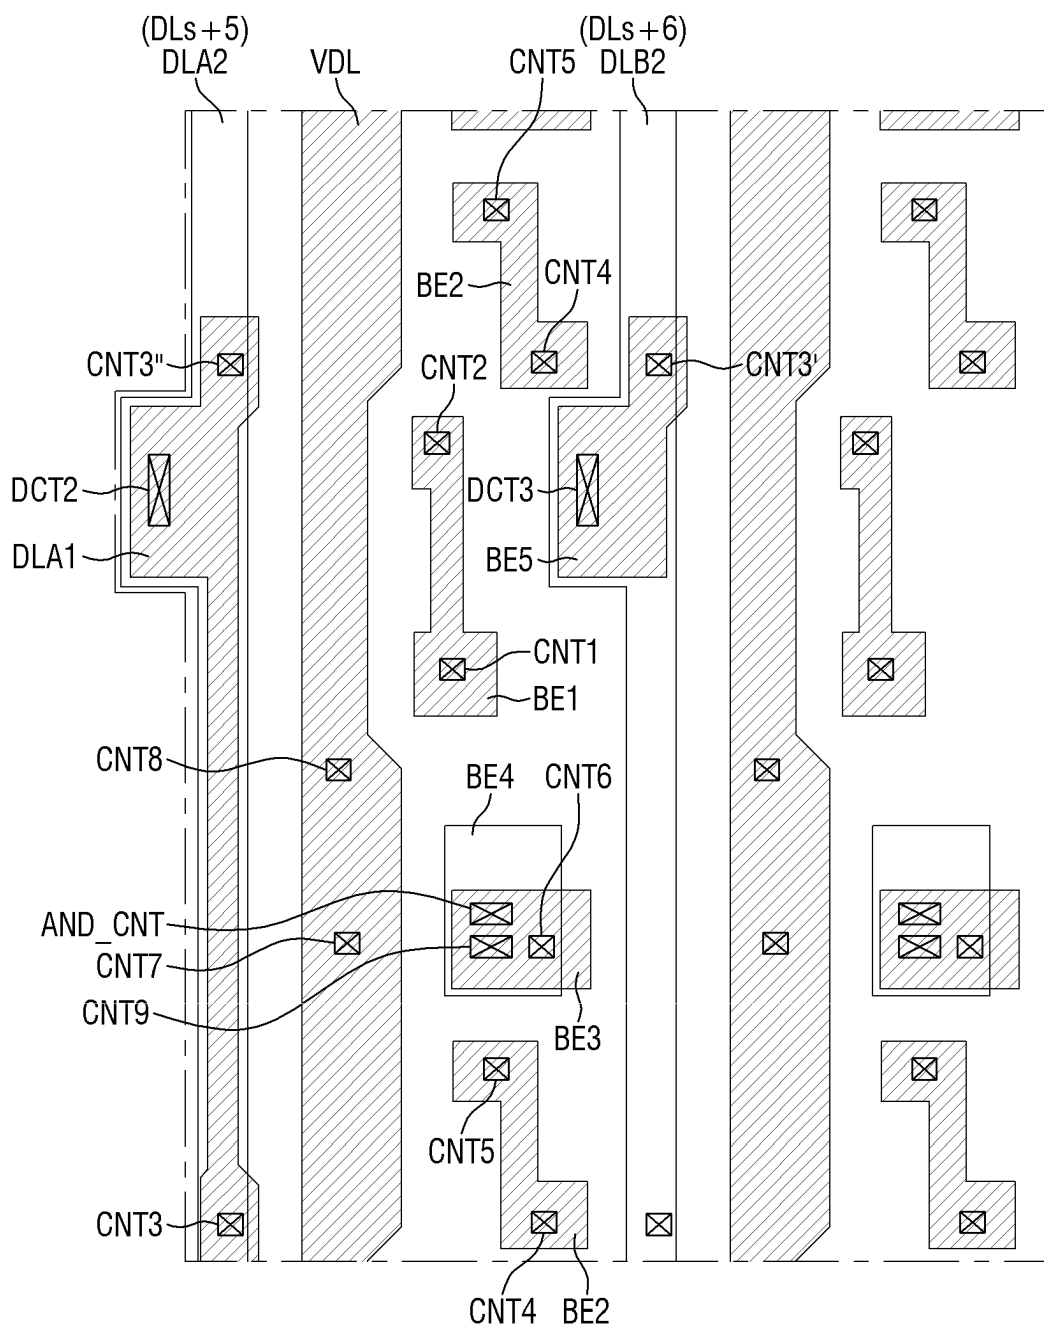 (DLs+5)
DLA2
VDL
CNT5
(DLs+6)
DLB2
BE2
CNT4
CNT3"
CNT2
CNT3'
DCT2
DCT3
DLA1
BE5
CNT1
BE1
CNT8
BE4
CNT6
AND_CNT
CNT7
CNT9
BE3
CNT5
CNT3
CNT4
BE2